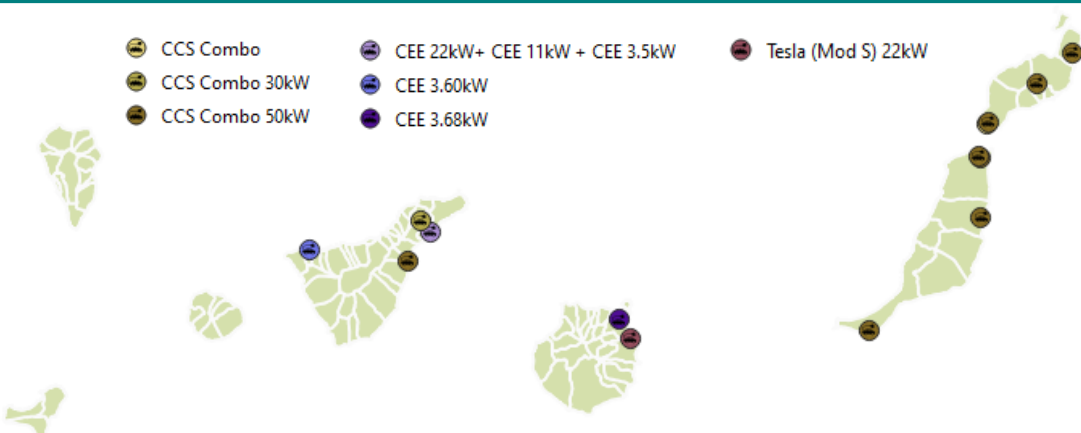 CCS Combo
CCS Combo 30kW
CCS Combo 50kW
CEE 22kW+ CEE 11kW + CEE 3.5kW
CEE 3.60kW
CEE 3.68kW
Tesla (Mod S) 22kW